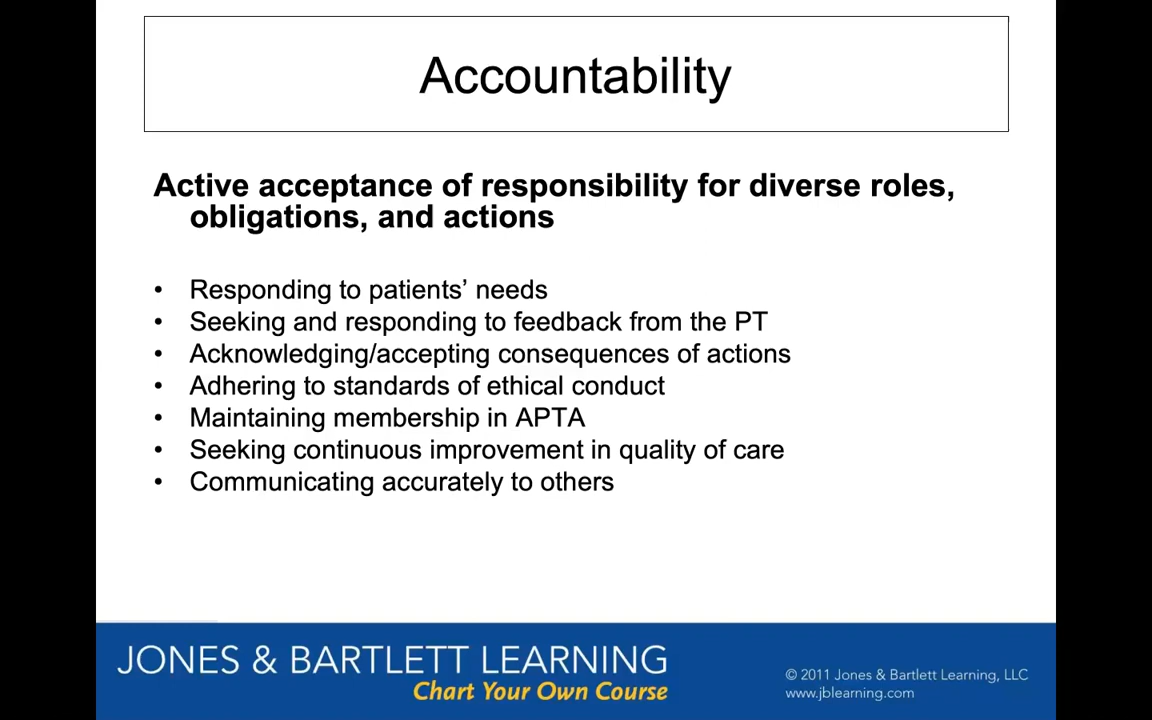 Accountability
Active acceptance of responsibility for diverse roles,
obligations, and actions
• Responding to patients’ needs
• Seeking and responding to feedback from the PT
• Acknowledging/accepting consequences of actions
• Adhering to standards of ethical conduct
• Maintaining membership in APTA
• Seeking continuous improvement in quality of care
• Communicating accurately to others
JONES & BARTLETT LEARNING
Chart Your Own Course
© 2011 Jones & Bartlett Learning, LLC
www.jblearning.com